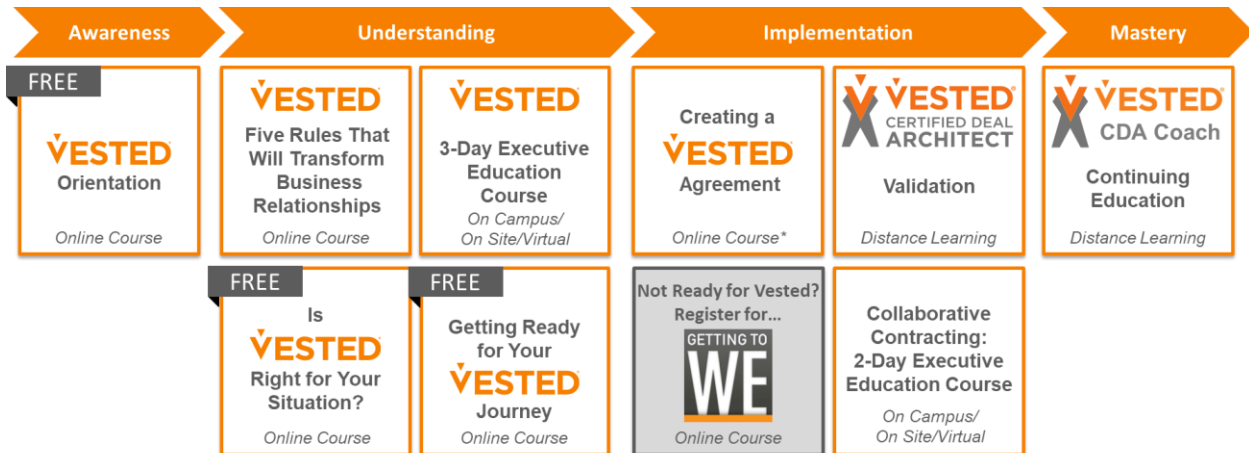 Awareness
Understanding
Implementation
Mastery
FREE
VESTED
Orientation
Online Course
VESTED®
Five Rules That
Will Transform
Business
Relationships
Online Course
VESTED®
3-Day Executive
Education
Course
On Campus/
On Site/Virtual
Creating a
VESTED®
Agreement
Online Course*
VESTED®
CERTIFIED DEAL
ARCHITECT
Validation
Distance Learning
VESTED®
CDA Coach
Continuing
Education
Distance Learning
FREE
Is
VESTED®
Right for Your
Situation?
Online Course
FREE
Getting Ready
for Your
VESTED®
Journey
Online Course
Not Ready for Vested?
Register for...
GETTING TO
WE
Online Course
Collaborative
Contracting:
2-Day Executive
Education Course
On Campus/
On Site/Virtual